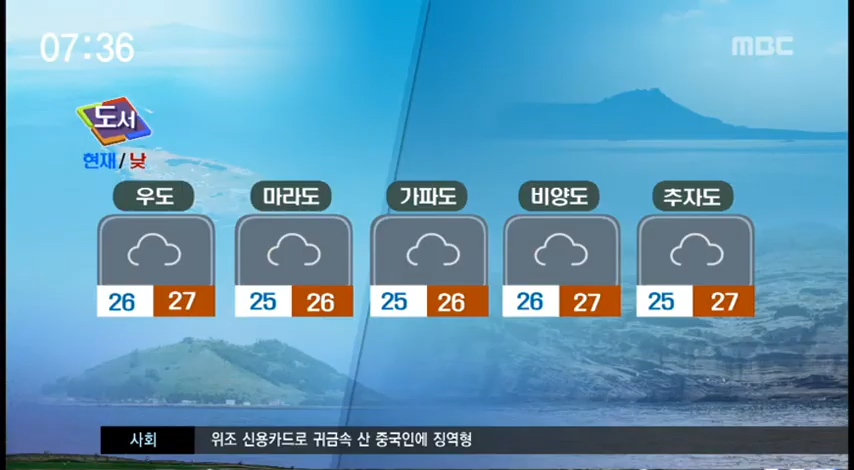 07:36
MBC
도서
현재/낮
우도 마라도 가파도 비양도 추자도
26 27 25 26 25 26 26 27 25 27
사회 위조 신용카드로 귀금속 산 중국인에 징역형